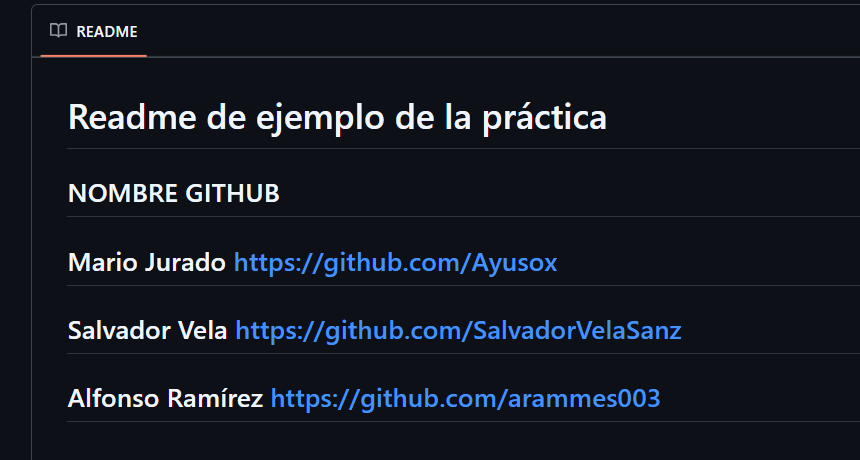 README
Readme de ejemplo de la práctica
NOMBRE GITHUB
Mario Jurado https://github.com/Ayusox
Salvador Vela https://github.com/SalvadorVelaSanz
Alfonso Ramírez https://github.com/arammes003